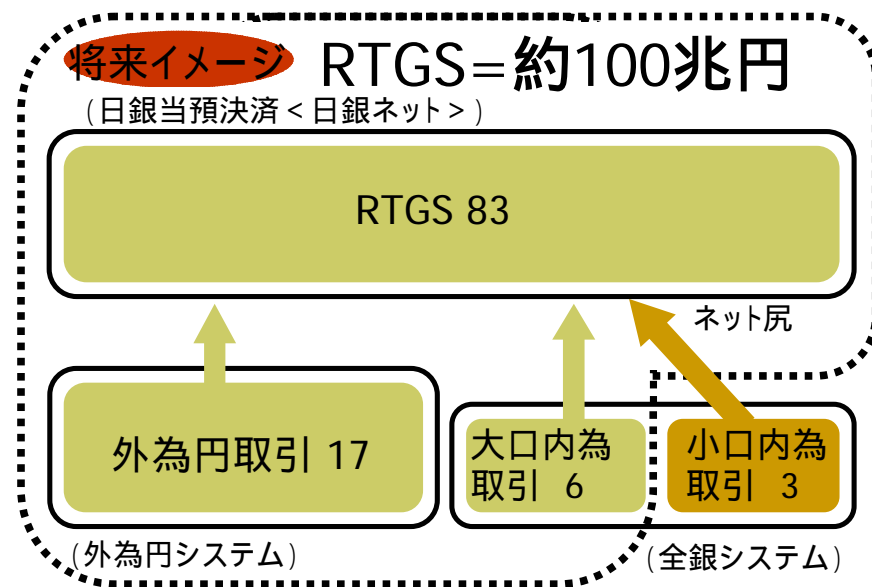 将来イメージ RTGS=約100兆円
(日銀当預決済<日銀ネット>)
RTGS 83
ネット尻
外為円取引 17
大口内為
取引 6
小口内為
取引 3
(外為円システム)
(全銀システム)